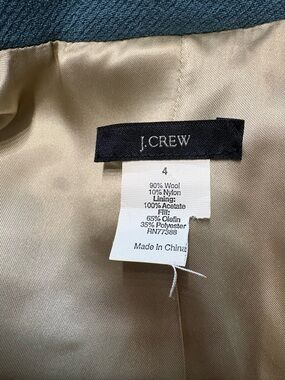 J.CREW
4
90% Wool
10% Nylon
Lining:
100% Acetate
Fill:
65% Olefin
35% Polyester
RN77388
Made in China